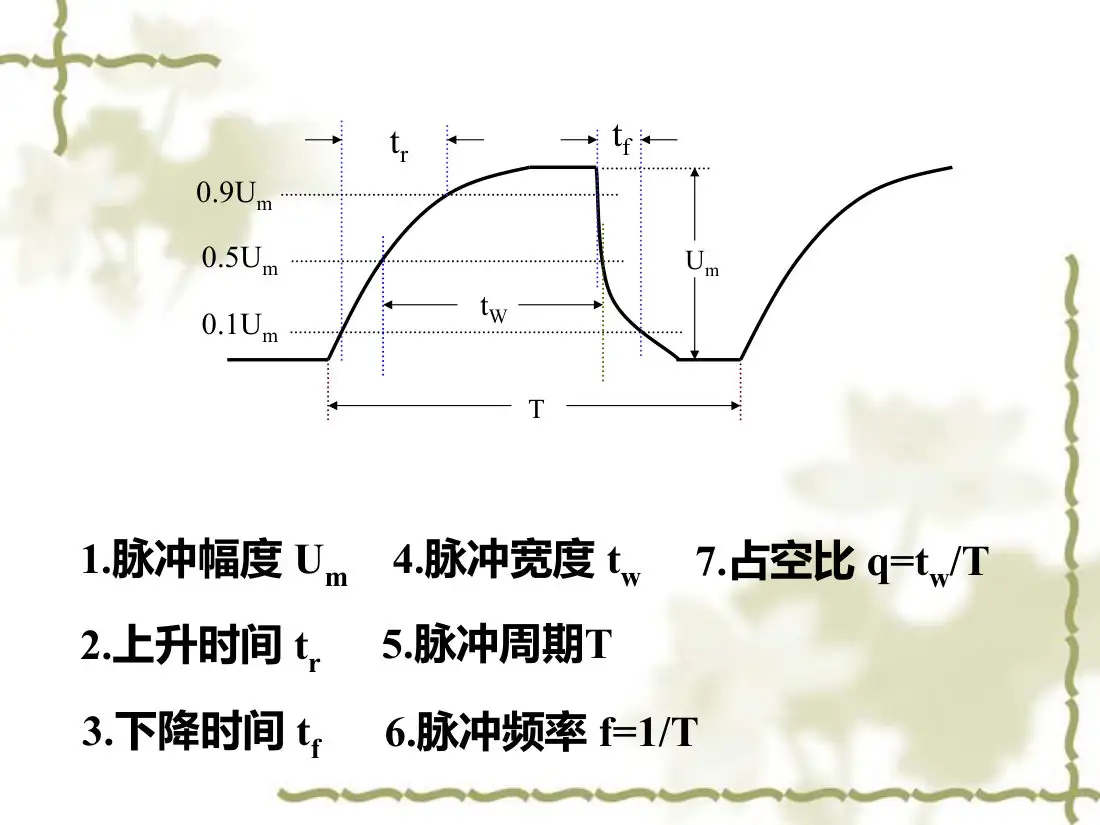 tr
tf
0.9Um
0.5Um
Um
tW
0.1Um
T
1.脉冲幅度 Um
4.脉冲宽度 tw
7.占空比 q=tw/T
2.上升时间 tr
5.脉冲周期T
3.下降时间 tf
6.脉冲频率 f=1/T